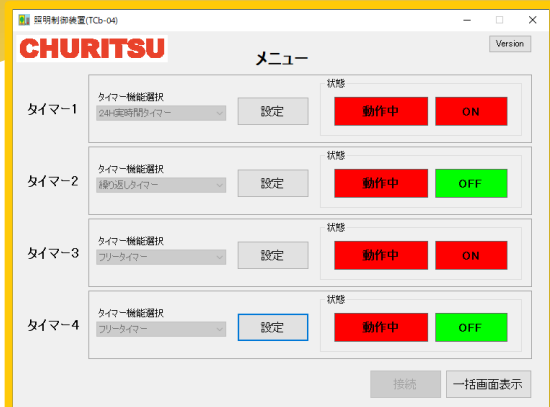 照明制御装置(TCb-04)
CHURITSU
メニュー
Version
タイマー1
タイマー機能選択
24H実時間タイマー
設定
状態
動作中
ON
タイマー2
タイマー機能選択
繰り返しタイマー
設定
状態
動作中
OFF
タイマー3
タイマー機能選択
フリータイマー
設定
状態
動作中
ON
タイマー4
タイマー機能選択
フリータイマー
設定
状態
動作中
OFF
接続
一括画面表示